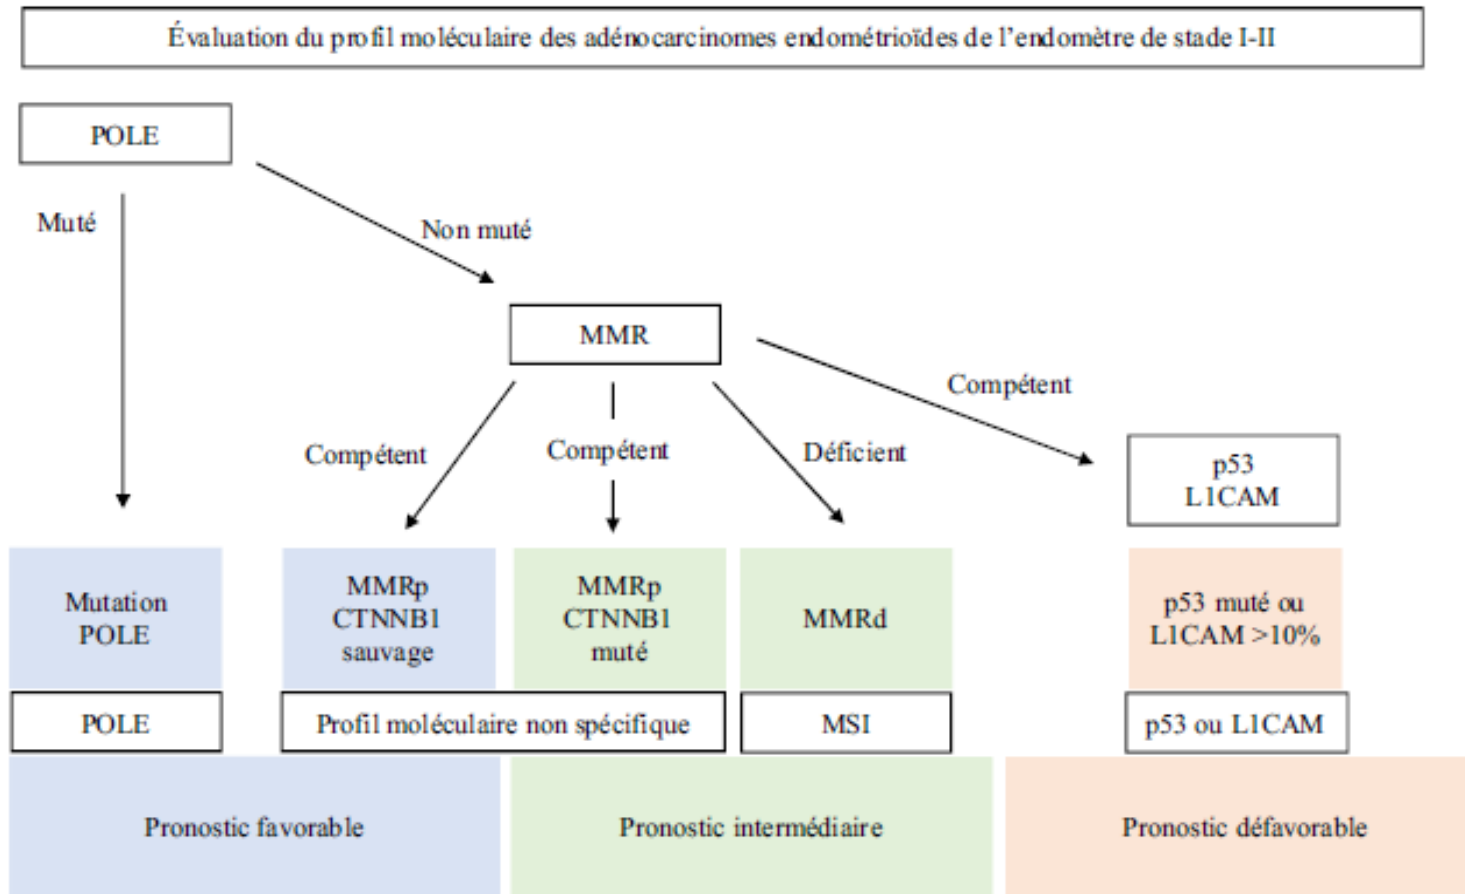 Évaluation du profil moléculaire des adénocarcinomes endométrioïdes de l'endomètre de stade I-II
POLE
Muté
Non muté
MMR
Compétent
Compétent
Déficient
Compétent
p53
L1CAM
Mutation
POLE
MMRp
CTNNB1
sauvage
MMRp
CTNNB1
muté
MMRd
p53 muté ou
L1CAM >10%
POLE
Profil moléculaire non spécifique
MSI
p53 ou L1CAM
Pronostic favorable
Pronostic intermédiaire
Pronostic défavorable